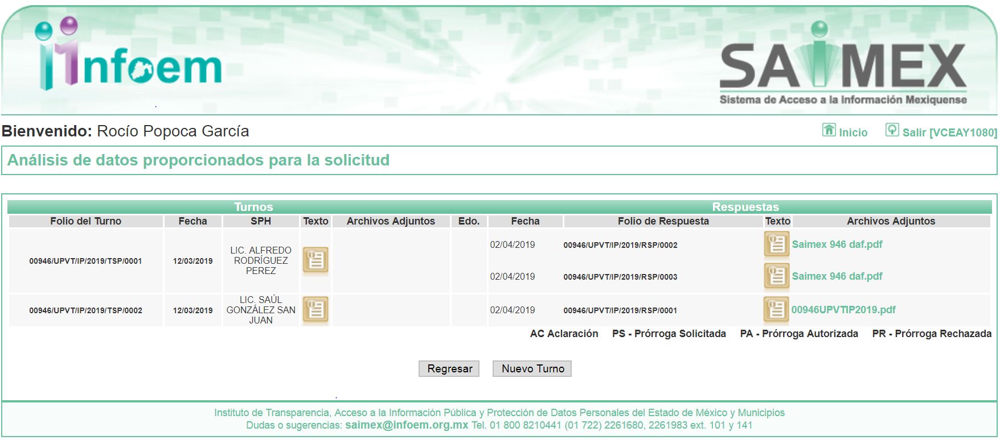 infoem
SAIMEX
Sistema de Acceso a la Información Mexiquense
Bienvenido: Rocío Popoca García
Inicio Salir [VCEAY1080]
Análisis de datos proporcionados para la solicitud
Turnos Respuestas
Folio del Turno Fecha SPH Texto Archivos Adjuntos Edo. Fecha Folio de Respuesta Texto Archivos Adjuntos
00946/UPVT/IP/2019/TSP/0001 12/03/2019 LIC. ALFREDO
RODRÍGUEZ
PEREZ
02/04/2019 00946/UPVT/IP/2019/RSP/0002 Saimex 946 daf.pdf
02/04/2019 00946/UPVT/IP/2019/RSP/0003 Saimex 946 daf.pdf
00946/UPVT/IP/2019/TSP/0002 12/03/2019 LIC. SAÚL
GONZÁLEZ SAN
JUAN
02/04/2019 00946/UPVT/IP/2019/RSP/0001 00946UPVTIP2019.pdf
AC Aclaración PS - Prórroga Solicitada PA - Prórroga Autorizada PR - Prórroga Rechazada
Regresar Nuevo Turno
Instituto de Transparencia, Acceso a la Información Pública y Protección de Datos Personales del Estado de México y Municipios
Dudas o sugerencias: saimex@infoem.org.mx Tel. 01 800 8210441 (01 722) 2261680, 2261983 ext. 101 y 141